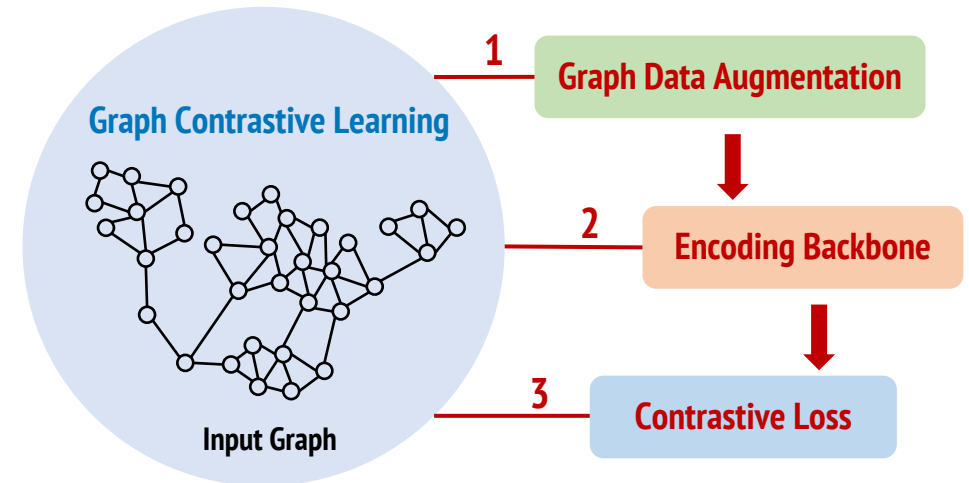 1
Graph Data Augmentation
Graph Contrastive Learning
2
Encoding Backbone
3
Contrastive Loss
Input Graph